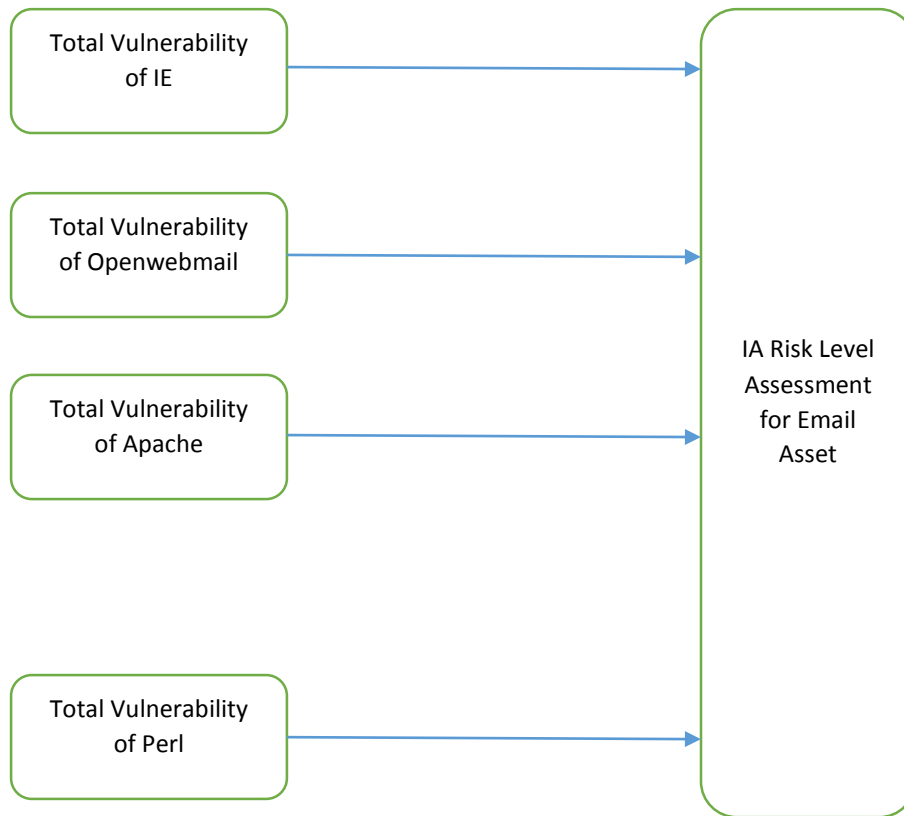 Total Vulnerability
of IE
Total Vulnerability
of Openwebmail
Total Vulnerability
of Apache
Total Vulnerability
of Perl
IA Risk Level
Assessment
for Email
Asset